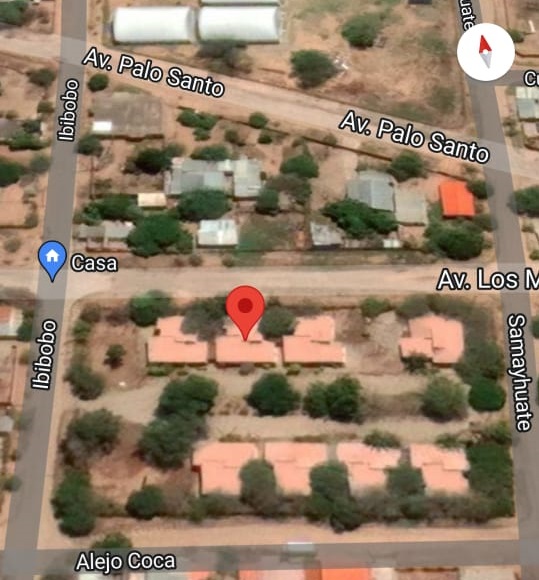 Av. Palo Santo
Ibibobo
Av. Palo Santo
Casa
Av. Los M
Ibibobo
Samayhuate
Alejo Coca